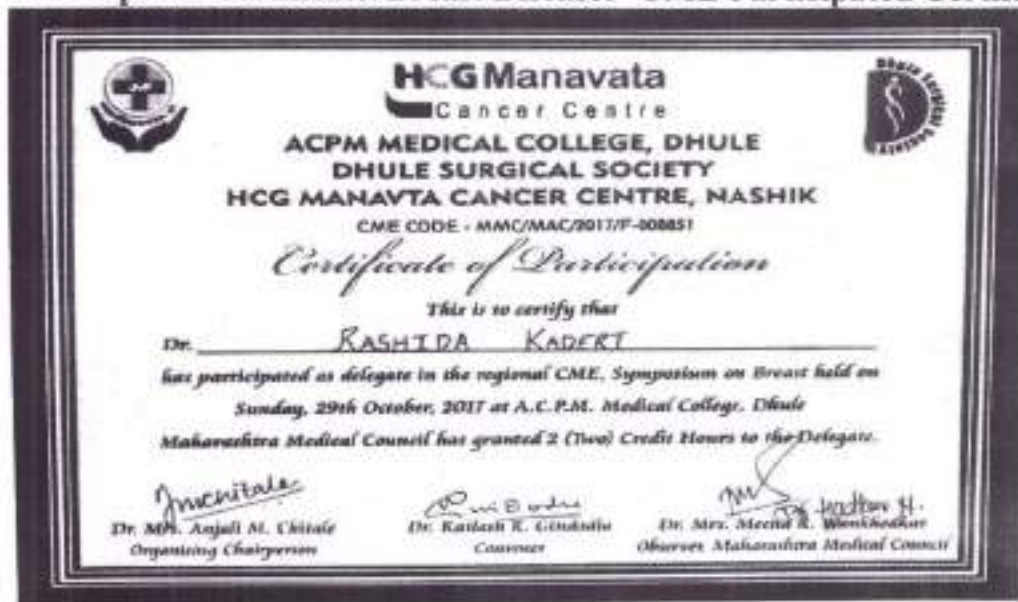 HCG Manavata
Cancer Centre
Dhule Surgical Society
ACPM MEDICAL COLLEGE, DHULE
DHULE SURGICAL SOCIETY
HCG MANAVTA CANCER CENTRE, NASHIK
CME CODE - MMC/MAC/2017/F-008851
Certificate of Participation
This is to certify that
Dr. RASHIDA KADERI
has participated as delegate in the regional CME, Symposium on Breast held on
Sunday, 29th October, 2017 at A.C.P.M. Medical College, Dhule
Maharashtra Medical Council has granted 2 (Two) Credit Hours to the Delegate.
Dr. Mrs. Anjali M. Chitale
Organising Chairperson
Dr. Kailash R.
Convener
Dr. Mrs. Meena R. Wankhedkar
Observer Maharashtra Medical Council